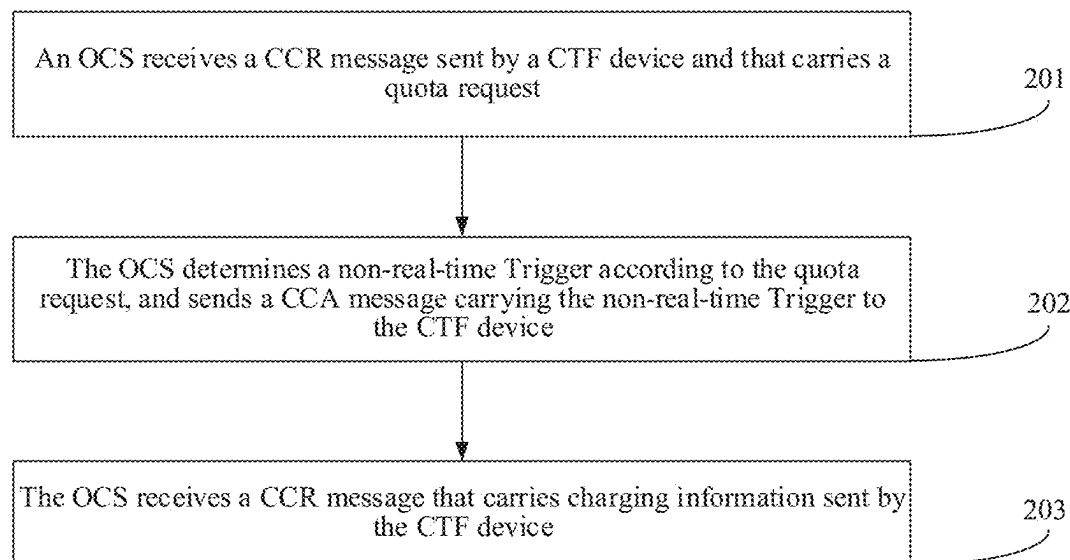 An OCS receives a CCR message sent by a CTF device and that carries a
quota request
201
The OCS determines a non-real-time Trigger according to the quota
request, and sends a CCA message carrying the non-real-time Trigger to
the CTF device
202
The OCS receives a CCR message that carries charging information sent by
the CTF device
203